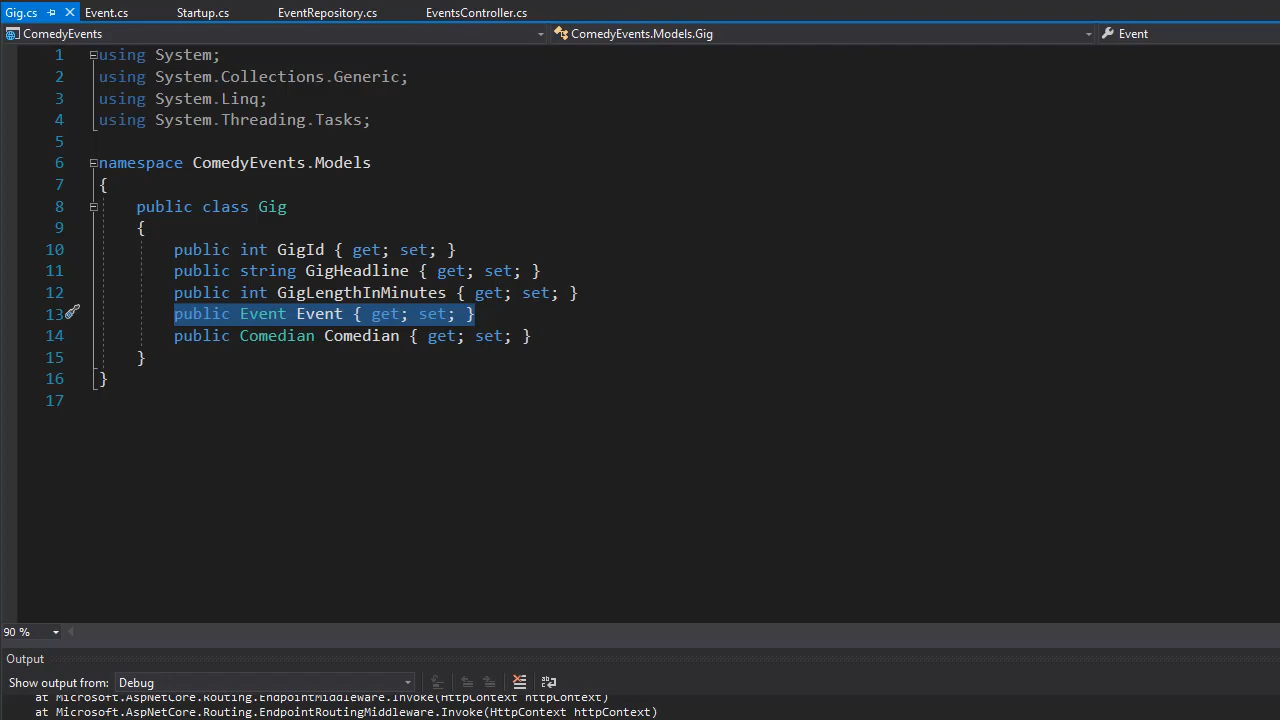 Gig.cs Event.cs Startup.cs EventRepository.cs EventsController.cs
ComedyEvents ComedyEvents.Models.Gig Event
1 using System;
2 using System.Collections.Generic;
3 using System.Linq;
4 using System.Threading.Tasks;
5
6 namespace ComedyEvents.Models
7 {
8 public class Gig
9 {
10 public int GigId { get; set; }
11 public string GigHeadline { get; set; }
12 public int GigLengthInMinutes { get; set; }
13 public Event Event { get; set; }
14 public Comedian Comedian { get; set; }
15 }
16 }
17
90 %
Output
Show output from: Debug
at Microsoft.AspNetCore.Routing.EndpointMiddleware.Invoke(HttpContext httpContext)
at Microsoft.AspNetCore.Routing.EndpointRoutingMiddleware.Invoke(HttpContext httpContext)